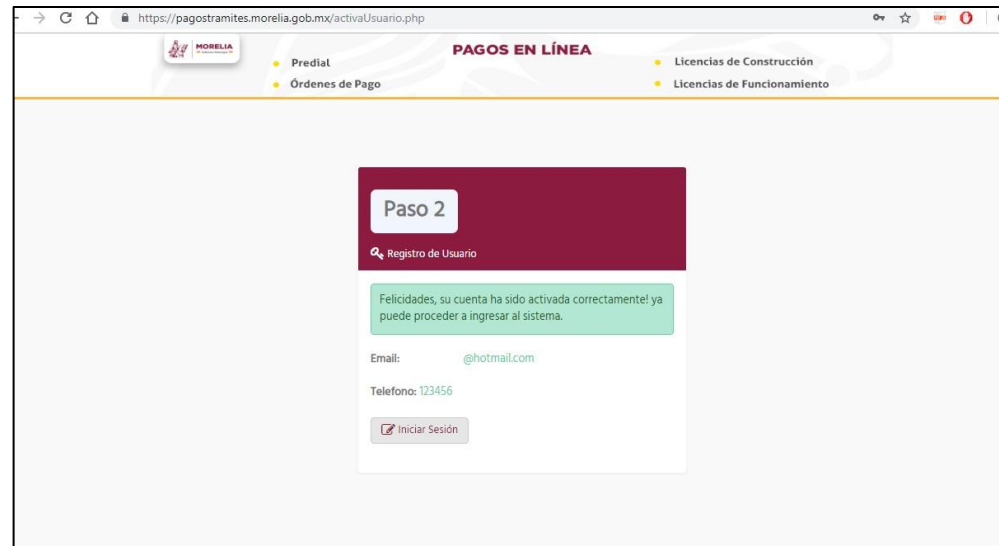 https://pagostramites.morelia.gob.mx/activaUsuario.php
MORELIA
PAGOS EN LÍNEA
Predial
Órdenes de Pago
Licencias de Construcción
Licencias de Funcionamiento
Paso 2
Registro de Usuario
Felicidades, su cuenta ha sido activada correctamente! ya
puede proceder a ingresar al sistema.
Email: @hotmail.com
Telefono: 123456
Iniciar Sesión